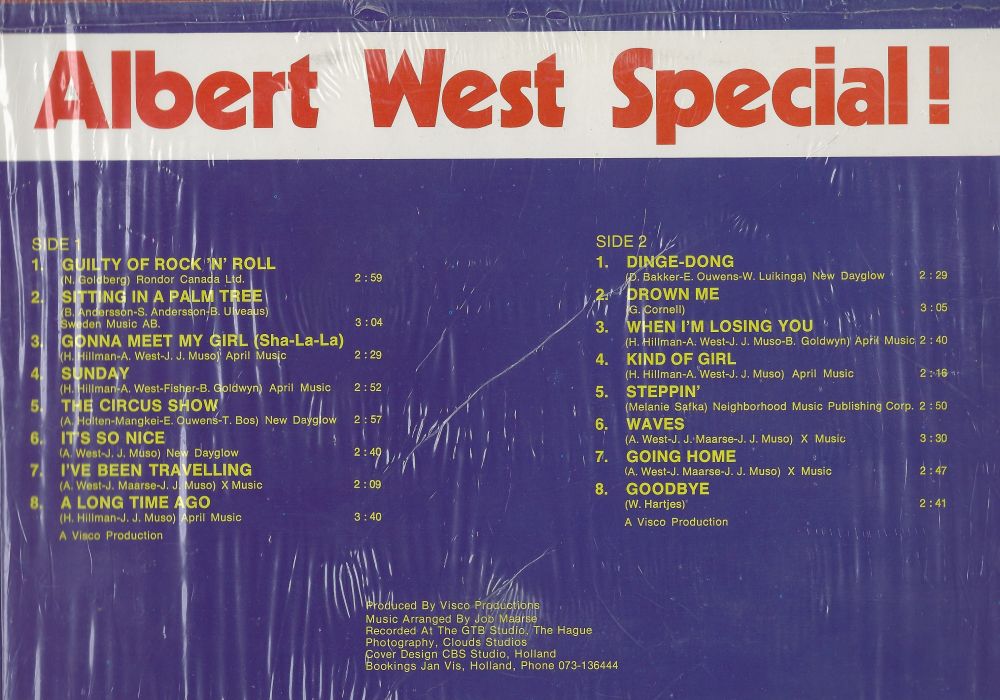 Albert West Special!
SIDE 1
1. GUILTY OF ROCK 'N' ROLL
(N. Goldberg) Rondor Canada Ltd. 2:59
2. SITTING IN A PALM TREE
(B. Andersson-S. Andersson-B. Ulveaus)
Sweden Music AB. 3:04
3. GONNA MEET MY GIRL (Sha-La-La)
(H. Hillman-A. West-J. J. Muso) April Music 2:29
4. SUNDAY
(H. Hillman-A. West-Fisher-B. Goldwyn) April Music 2:52
5. THE CIRCUS SHOW
(A. Holten-Mangkel-E. Ouwens-T. Bos) New Dayglow 2:57
6. IT'S SO NICE
(A. West-J. J. Muso) New Dayglow 2:40
7. I'VE BEEN TRAVELLING
(A. West-J. Maarse-J. J. Muso) X Music 2:09
8. A LONG TIME AGO
(H. Hillman-J. J. Muso) April Music 3:40
A Visco Production
SIDE 2
1. DINGE-DONG
(D. Bakker-E. Ouwens-W. Luikinga) New Dayglow 2:29
2. DROWN ME
(G. Cornell) 3:05
3. WHEN I'M LOSING YOU
(H. Hillman-A. West-J. J. Muso-B. Goldwyn) April Music 2:40
4. KIND OF GIRL
(H. Hillman-A. West-J. J. Muso) April Music 2:16
5. STEPPIN'
(Melanie Safka) Neighborhood Music Publishing Corp. 2:50
6. WAVES
(A. West-J. J. Maarse-J. J. Muso) X Music 3:30
7. GOING HOME
(A. West-J. Maarse-J. J. Muso) X Music 2:47
8. GOODBYE
(W. Hartjes) 2:41
A Visco Production
Produced By Visco Productions
Music Arranged By Job Maarse
Recorded At The GTB Studio, The Hague
Photography, Clouds Studios
Cover Design CBS Studio, Holland
Bookings Jan Vis, Holland, Phone 073-136444